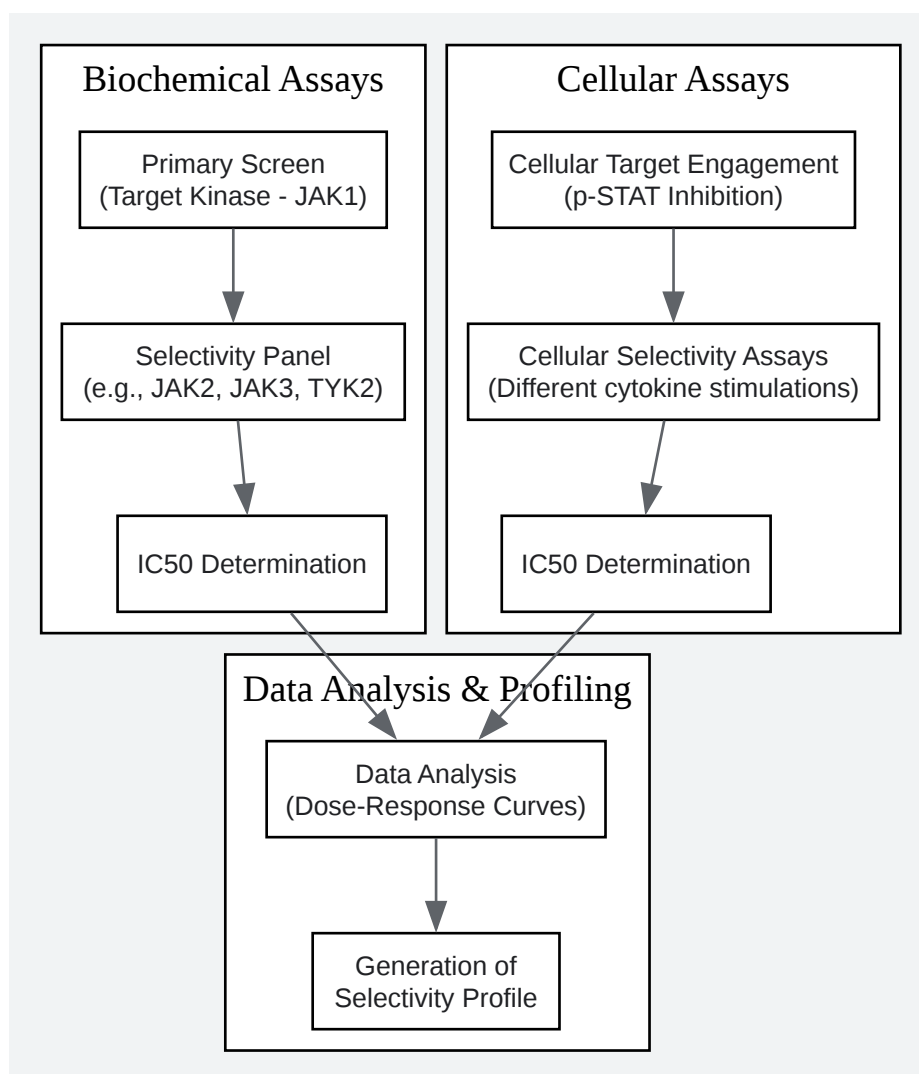 Biochemical Assays
Primary Screen
(Target Kinase - JAK1)
Selectivity Panel
(e.g., JAK2, JAK3, TYK2)
IC50 Determination
Cellular Assays
Cellular Target Engagement
(p-STAT Inhibition)
Cellular Selectivity Assays
(Different cytokine stimulations)
IC50 Determination
Data Analysis & Profiling
Data Analysis
(Dose-Response Curves)
Generation of
Selectivity Profile